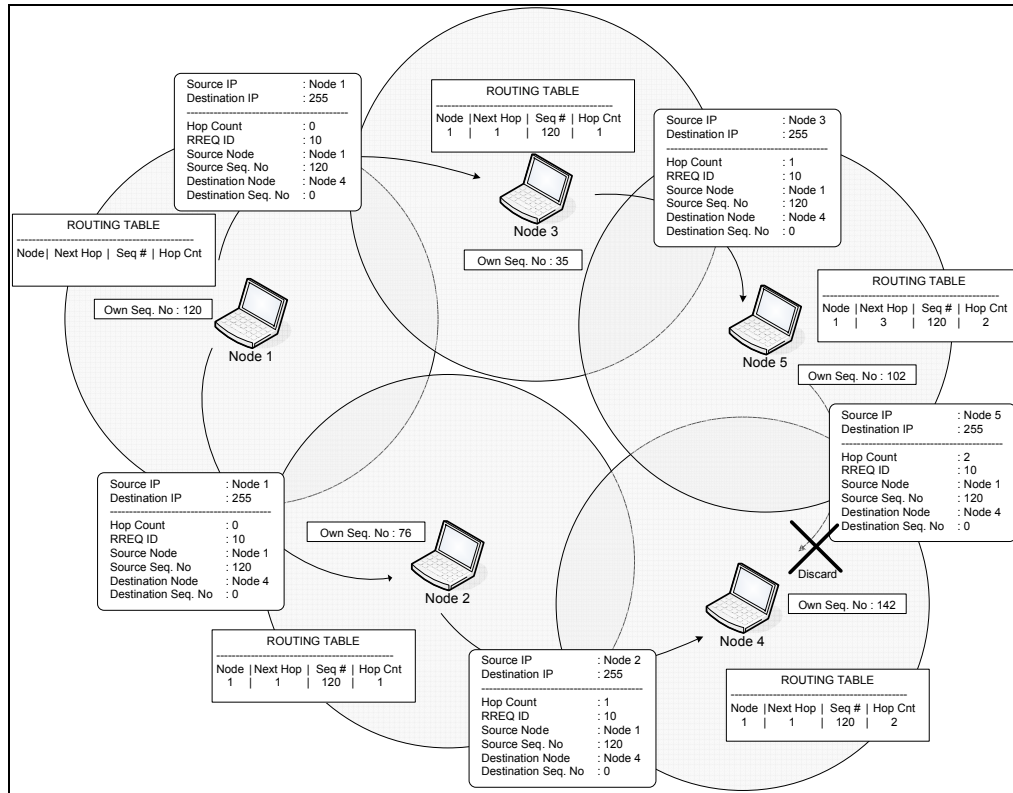 Source IP : Node 1
Destination IP : 255
----------------------------------------
Hop Count : 0
RREQ ID : 10
Source Node : Node 1
Source Seq. No : 120
Destination Node : Node 4
Destination Seq. No : 0
ROUTING TABLE
----------------------------------------
Node |Next Hop | Seq # | Hop Cnt
1 | 1 | 120 | 1
Node 3
Own Seq. No : 35
Source IP : Node 3
Destination IP : 255
----------------------------------------
Hop Count : 1
RREQ ID : 10
Source Node : Node 1
Source Seq. No : 120
Destination Node : Node 4
Destination Seq. No : 0
ROUTING TABLE
----------------------------------------
Node| Next Hop | Seq # | Hop Cnt
Own Seq. No : 120
Node 1
ROUTING TABLE
----------------------------------------
Node |Next Hop | Seq # | Hop Cnt
1 | 3 | 120 | 2
Node 5
Own Seq. No : 102
Source IP : Node 5
Destination IP : 255
----------------------------------------
Hop Count : 2
RREQ ID : 10
Source Node : Node 1
Source Seq. No : 120
Destination Node : Node 4
Destination Seq. No : 0
Source IP : Node 1
Destination IP : 255
----------------------------------------
Hop Count : 0
RREQ ID : 10
Source Node : Node 1
Source Seq. No : 120
Destination Node : Node 4
Destination Seq. No : 0
Own Seq. No : 76
Node 2
Discard
Own Seq. No : 142
Node 4
ROUTING TABLE
----------------------------------------
Node |Next Hop | Seq # | Hop Cnt
1 | 1 | 120 | 1
Source IP : Node 2
Destination IP : 255
----------------------------------------
Hop Count : 1
RREQ ID : 10
Source Node : Node 1
Source Seq. No : 120
Destination Node : Node 4
Destination Seq. No : 0
ROUTING TABLE
----------------------------------------
Node |Next Hop | Seq # | Hop Cnt
1 | 1 | 120 | 2